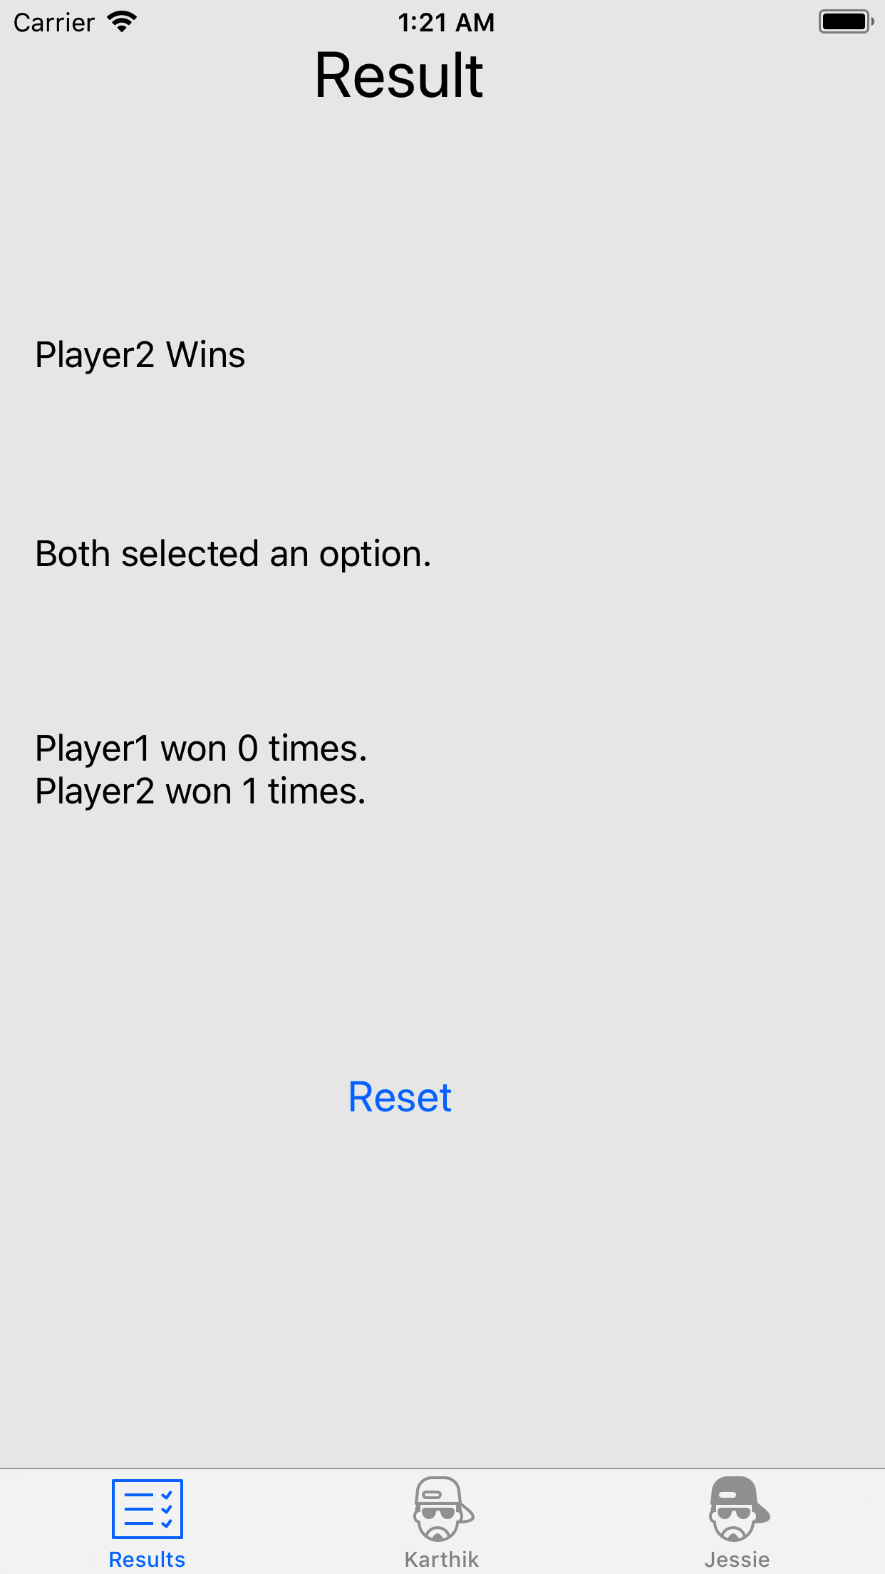 Carrier 1:21 AM
Result
Player2 Wins
Both selected an option.
Player1 won 0 times.
Player2 won 1 times.
Reset
Results Karthik Jessie